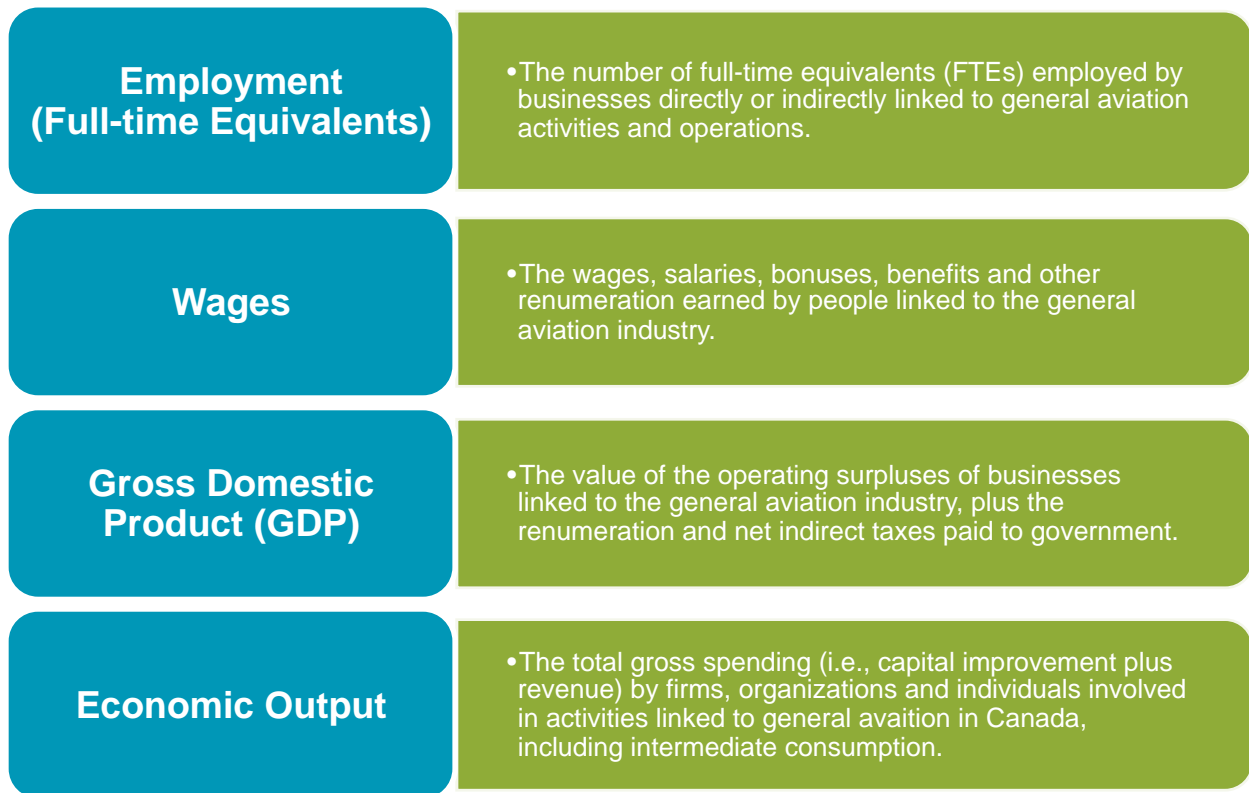 Employment
(Full-time Equivalents)
•The number of full-time equivalents (FTEs) employed by
businesses directly or indirectly linked to general aviation
activities and operations.
Wages
•The wages, salaries, bonuses, benefits and other
renumeration earned by people linked to the general
aviation industry.
Gross Domestic
Product (GDP)
•The value of the operating surpluses of businesses
linked to the general aviation industry, plus the
renumeration and net indirect taxes paid to government.
Economic Output
•The total gross spending (i.e., capital improvement plus
revenue) by firms, organizations and individuals involved
in activities linked to general avaition in Canada,
including intermediate consumption.